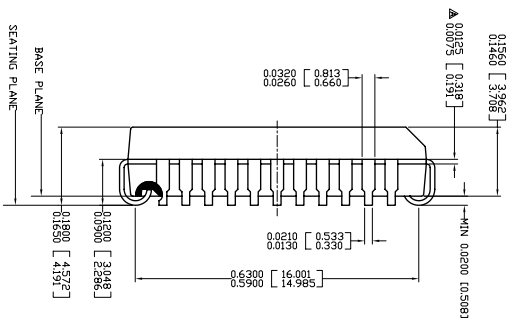 SEATING PLANE
BASE PLANE
0.0320 [ 0.813 ]
0.0260 [ 0.660 ]
0.0125 [ 0.318 ]
0.0075 [ 0.191 ]
0.1560 [ 3.962 ]
0.1460 [ 3.708 ]
0.1800 [ 4.572 ]
0.1650 [ 4.191 ]
0.1200 [ 3.048 ]
0.0900 [ 2.286 ]
0.0210 [ 0.533 ]
0.0130 [ 0.330 ]
MIN 0.0200 [0.508]
0.6300 [ 16.001 ]
0.5900 [ 14.985 ]